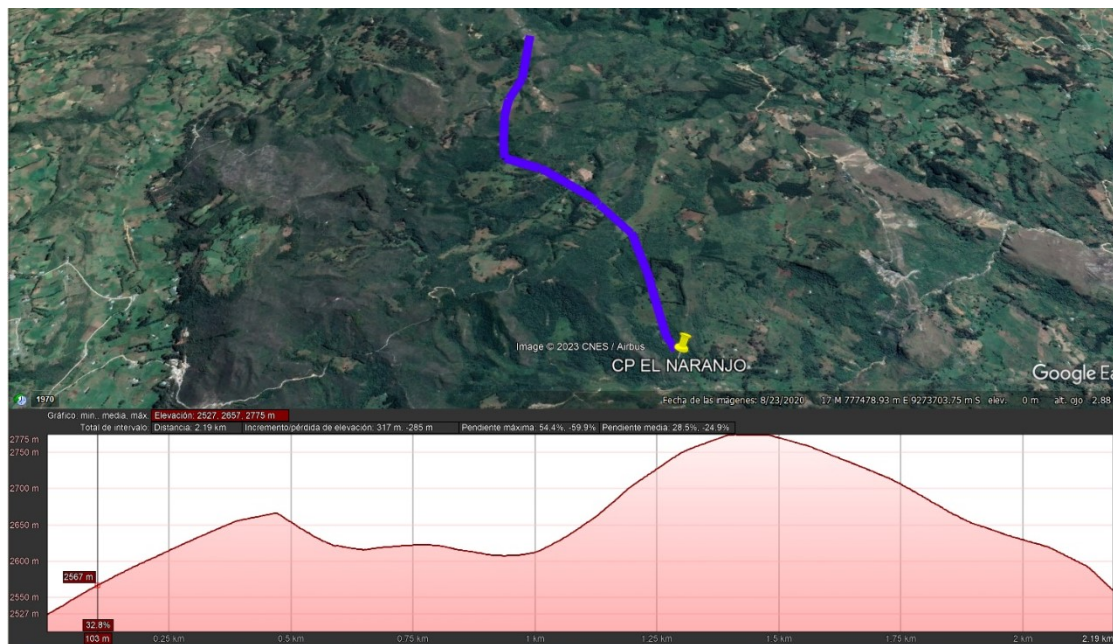 Image © 2023 CNES / Airbus
CP EL NARANJO
Google Ea
1970
Fecha de las imágenes: 8/23/2020 17 M 777478.93 m E 9273703.75 m S elev. 0 m alt. ojo 2.88
Gráfico: mín., media, máx. Elevación: 2527, 2657, 2775 m
Total de intervalo: Distancia: 2.19 km Incremento/pérdida de elevación: 317 m, -285 m Pendiente máxima: 54.4%, -59.9% Pendiente media: 28.5%, -24.9%
2775 m
2750 m
2700 m
2650 m
2600 m
2567 m
2550 m
2527 m
32.8%
103 m 0.25 km 0.5 km 0.75 km 1 km 1.25 km 1.5 km 1.75 km 2 km 2.19 km